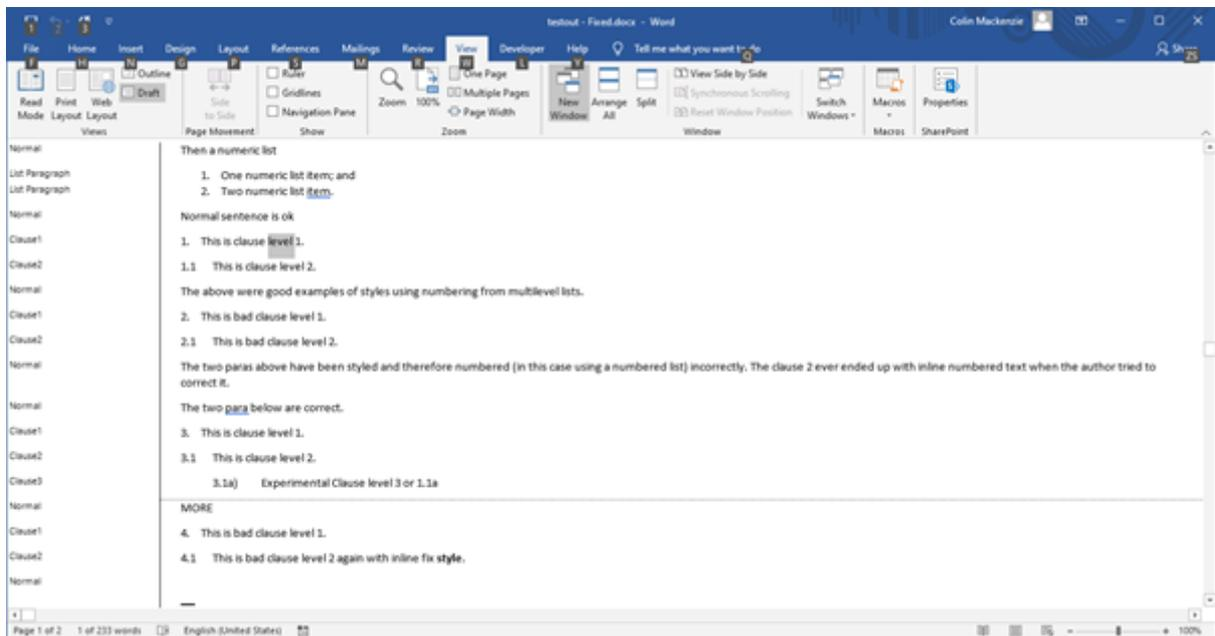 testout - Fixed.docx - Word
Colin Mackenzie
1 2 3
File Home Insert Design Layout References Mailings Review View Developer Help Tell me what you want to do
F H N G P S M R W L Y Q ZS
Outline
Draft
Read Mode
Print Layout
Web Layout
Views
Side to Side
Page Movement
Ruler
Gridlines
Navigation Pane
Show
Zoom
100%
One Page
Multiple Pages
Page Width
Zoom
New Window
Arrange All
Split
View Side by Side
Synchronous Scrolling
Reset Window Position
Window
Switch Windows
Macros
Macros
Properties
SharePoint
Normal Then a numeric list
List Paragraph 1. One numeric list item; and
List Paragraph 2. Two numeric list item.
Normal Normal sentence is ok
Clause1 1. This is clause level 1.
Clause2 1.1 This is clause level 2.
Normal The above were good examples of styles using numbering from multilevel lists.
Clause1 2. This is bad clause level 1.
Clause2 2.1 This is bad clause level 2.
Normal The two paras above have been styled and therefore numbered (in this case using a numbered list) incorrectly. The clause 2 ever ended up with inline numbered text when the author tried to
correct it.
Normal The two para below are correct.
Clause1 3. This is clause level 1.
Clause2 3.1 This is clause level 2.
Clause3 3.1a) Experimental Clause level 3 or 1.1a
Normal MORE
Clause1 4. This is bad clause level 1.
Clause2 4.1 This is bad clause level 2 again with inline fix style.
Normal
Page 1 of 2 1 of 233 words English (United States) 100%